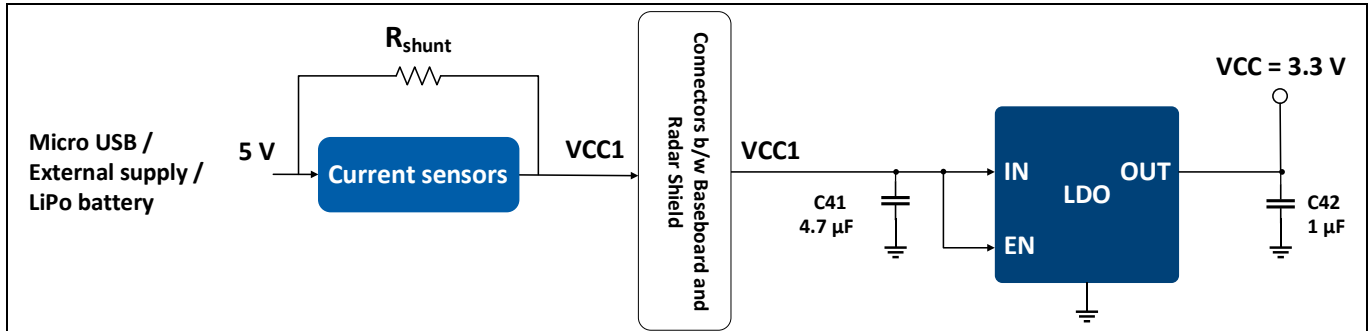 R_shunt
Micro USB /
External supply /
LiPo battery
5 V
Current sensors
VCC1
Connectors b/w Baseboard and
Radar Shield
VCC1
C41
4.7 µF
IN
EN
LDO
OUT
VCC = 3.3 V
C42
1 µF